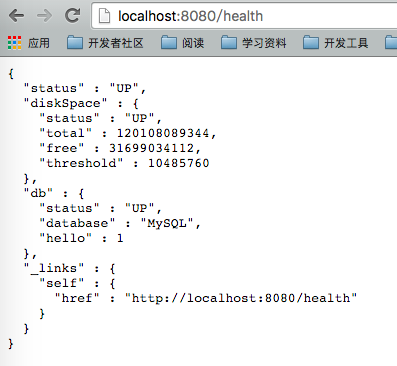 localhost:8080/health
应用 开发者社区 阅读 学习资料 开发工具
{
  "status" : "UP",
  "diskSpace" : {
    "status" : "UP",
    "total" : 120108089344,
    "free" : 31699034112,
    "threshold" : 10485760
  },
  "db" : {
    "status" : "UP",
    "database" : "MySQL",
    "hello" : 1
  },
  "_links" : {
    "self" : {
      "href" : "http://localhost:8080/health"
    }
  }
}